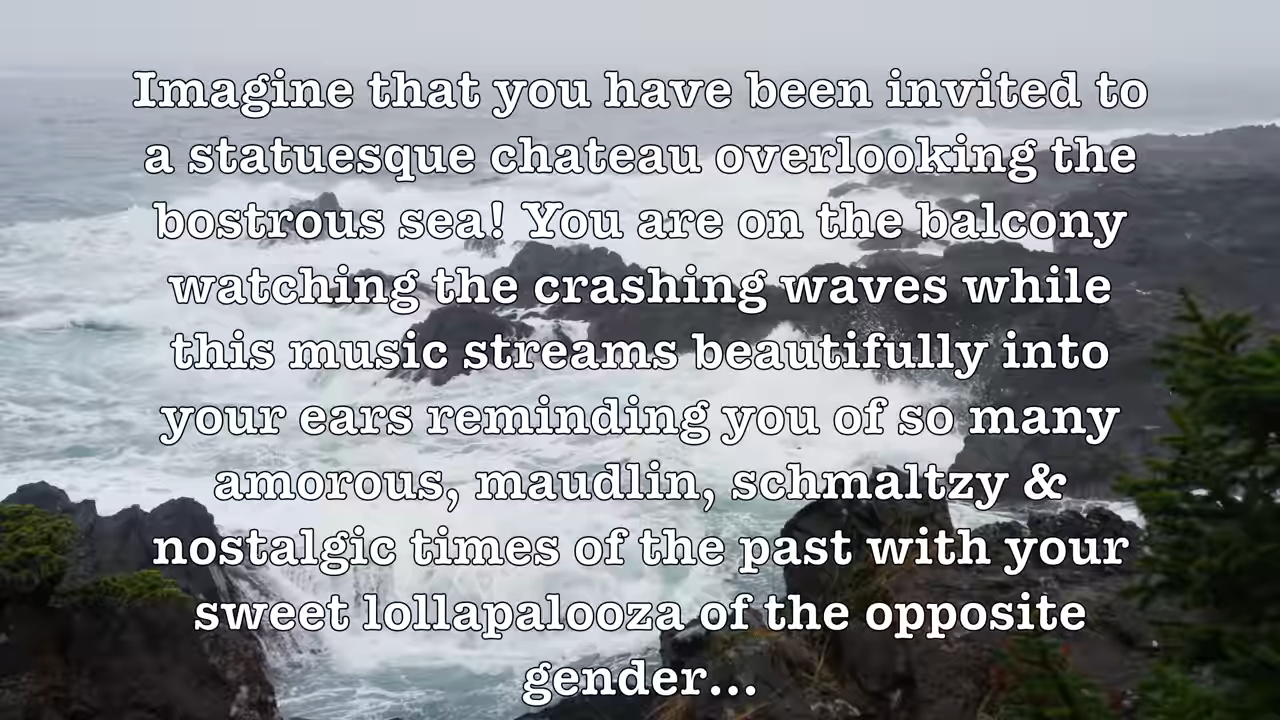 Imagine that you have been invited to
a statuesque chateau overlooking the
bostrous sea! You are on the balcony
watching the crashing waves while
this music streams beautifully into
your ears reminding you of so many
amorous, maudlin, schmaltzy &
nostalgic times of the past with your
sweet lollapalooza of the opposite
gender...